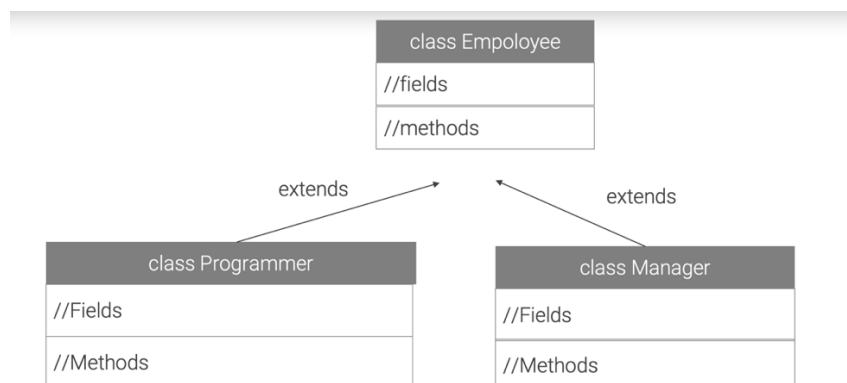 class Empoloyee
//fields
//methods
extends
extends
class Programmer
//Fields
//Methods
class Manager
//Fields
//Methods